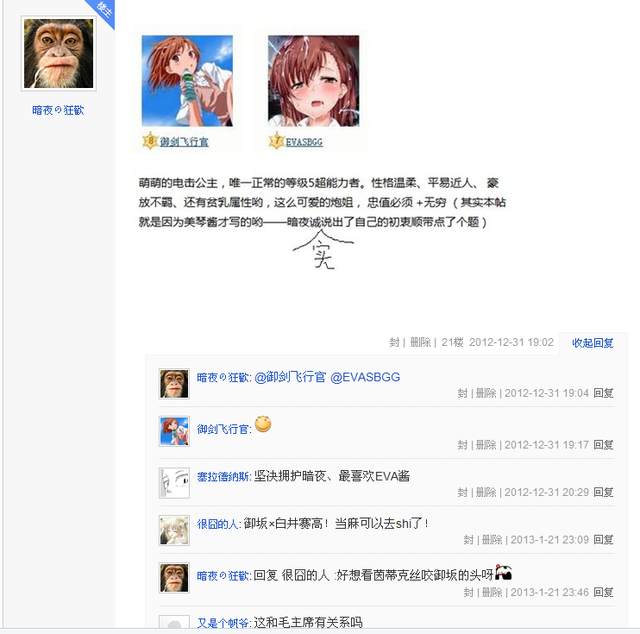 楼主
暗夜の狂歡
8 御剑飞行官
7 EVASBGG
萌萌的电击公主，唯一正常的等级5超能力者。性格温柔、平易近人、 豪
放不羁、还有贫乳属性哟，这么可爱的炮姐， 忠值必须 +无穷 （其实本帖
就是因为美琴酱才写的哟——暗夜诚说出了自己的初衷顺带点了个题）
实
封 | 删除 | 21楼 2012-12-31 19:02 收起回复
暗夜の狂歡: @御剑飞行官 @EVASBGG
封 | 删除 | 2012-12-31 19:04 回复
御剑飞行官:
封 | 删除 | 2012-12-31 19:17 回复
塞拉德纳斯: 坚决拥护暗夜、最喜欢EVA酱
封 | 删除 | 2012-12-31 20:29 回复
很囧的人: 御坂×白井赛高！当麻可以去shi了！
封 | 删除 | 2013-1-21 23:09 回复
暗夜の狂歡: 回复 很囧的人 :好想看茵蒂克丝咬御坂的头呀
封 | 删除 | 2013-1-21 23:46 回复
又是个帆爷: 这和毛主席有关系吗